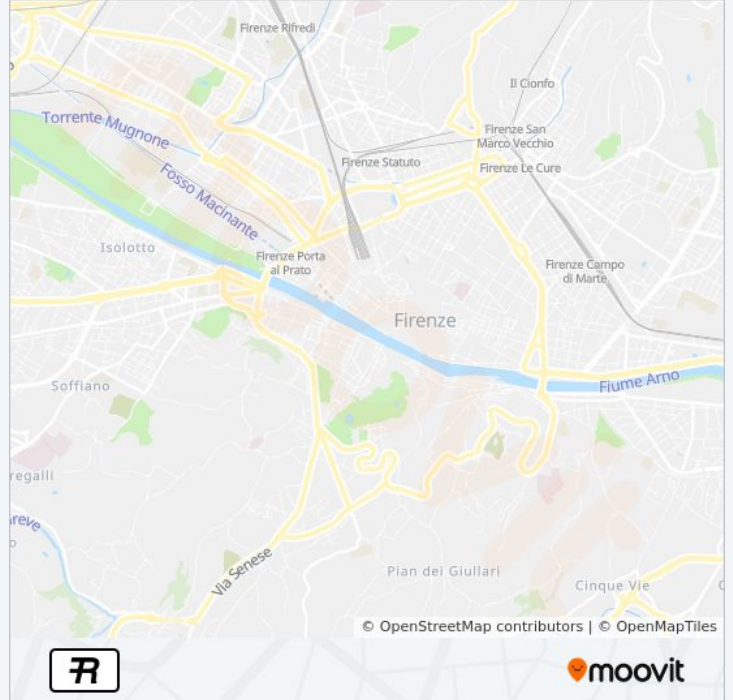 Firenze Rifredi
Il Cionfo
Torrente Mugnone
Firenze San
Marco Vecchio
Firenze Statuto
Firenze Le Cure
Fosso Macinante
Isolotto
Firenze Porta
al Prato
Firenze Campo
di Marte
Firenze
Fiume Arno
Soffiano
regalli
reve
Via Senese
Pian dei Giullari
Cinque Vie
© OpenStreetMap contributors | © OpenMapTiles
R
moovit